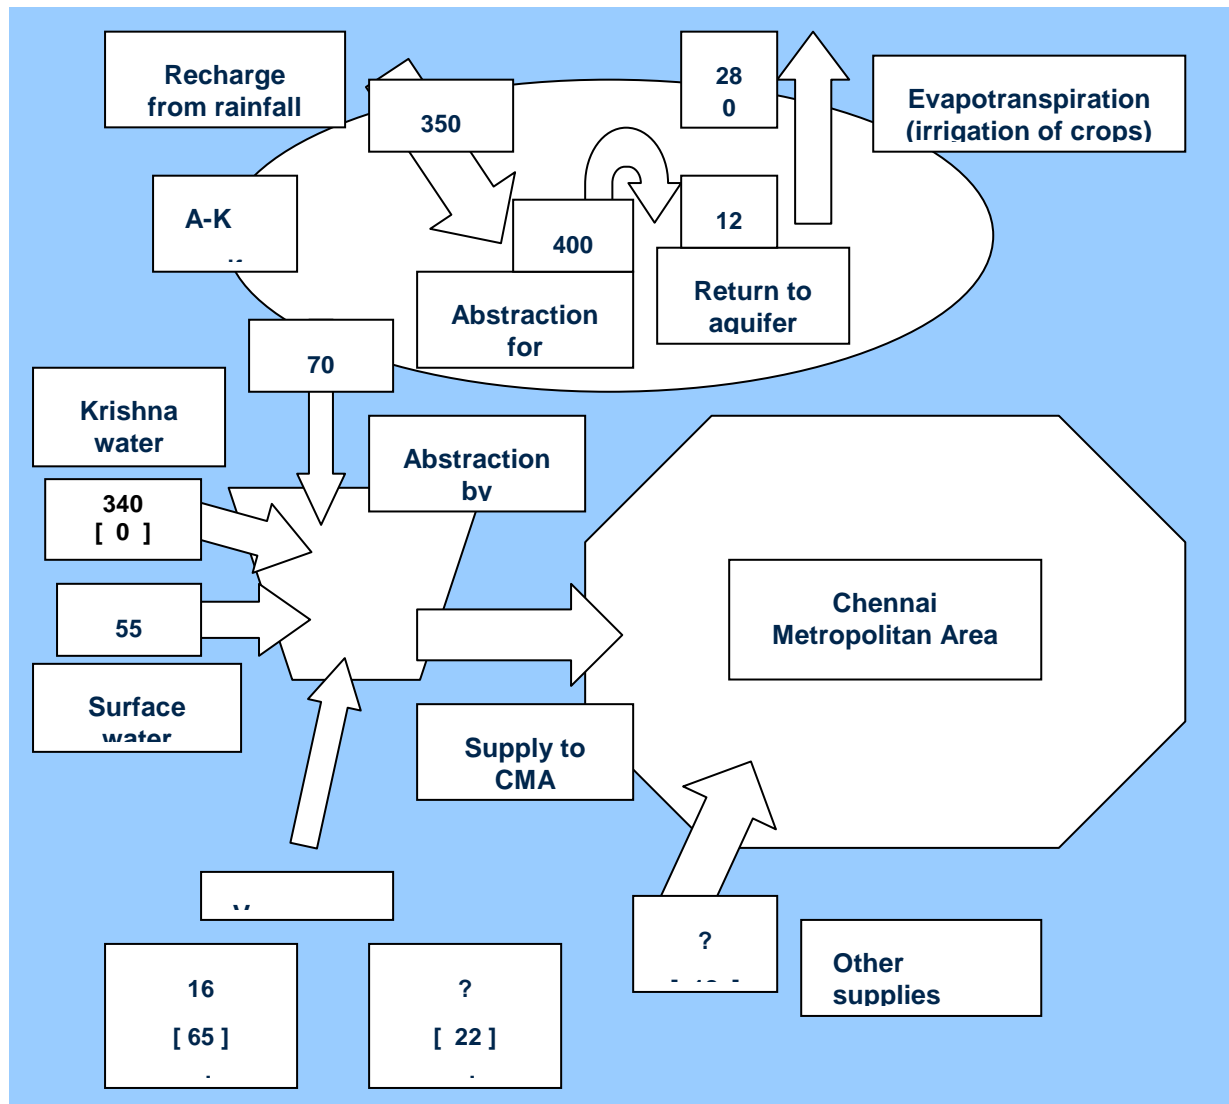 Recharge
from rainfall
350
28
0
Evapotranspiration
(irrigation of crops)
A-K
400
12
Abstraction
for
Return to
aquifer
70
Krishna
water
Abstraction
by
340
[ 0 ]
55
Surface
water
Chennai
Metropolitan Area
Supply to
CMA
?
Other
supplies
16
[ 65 ]
?
[ 22 ]